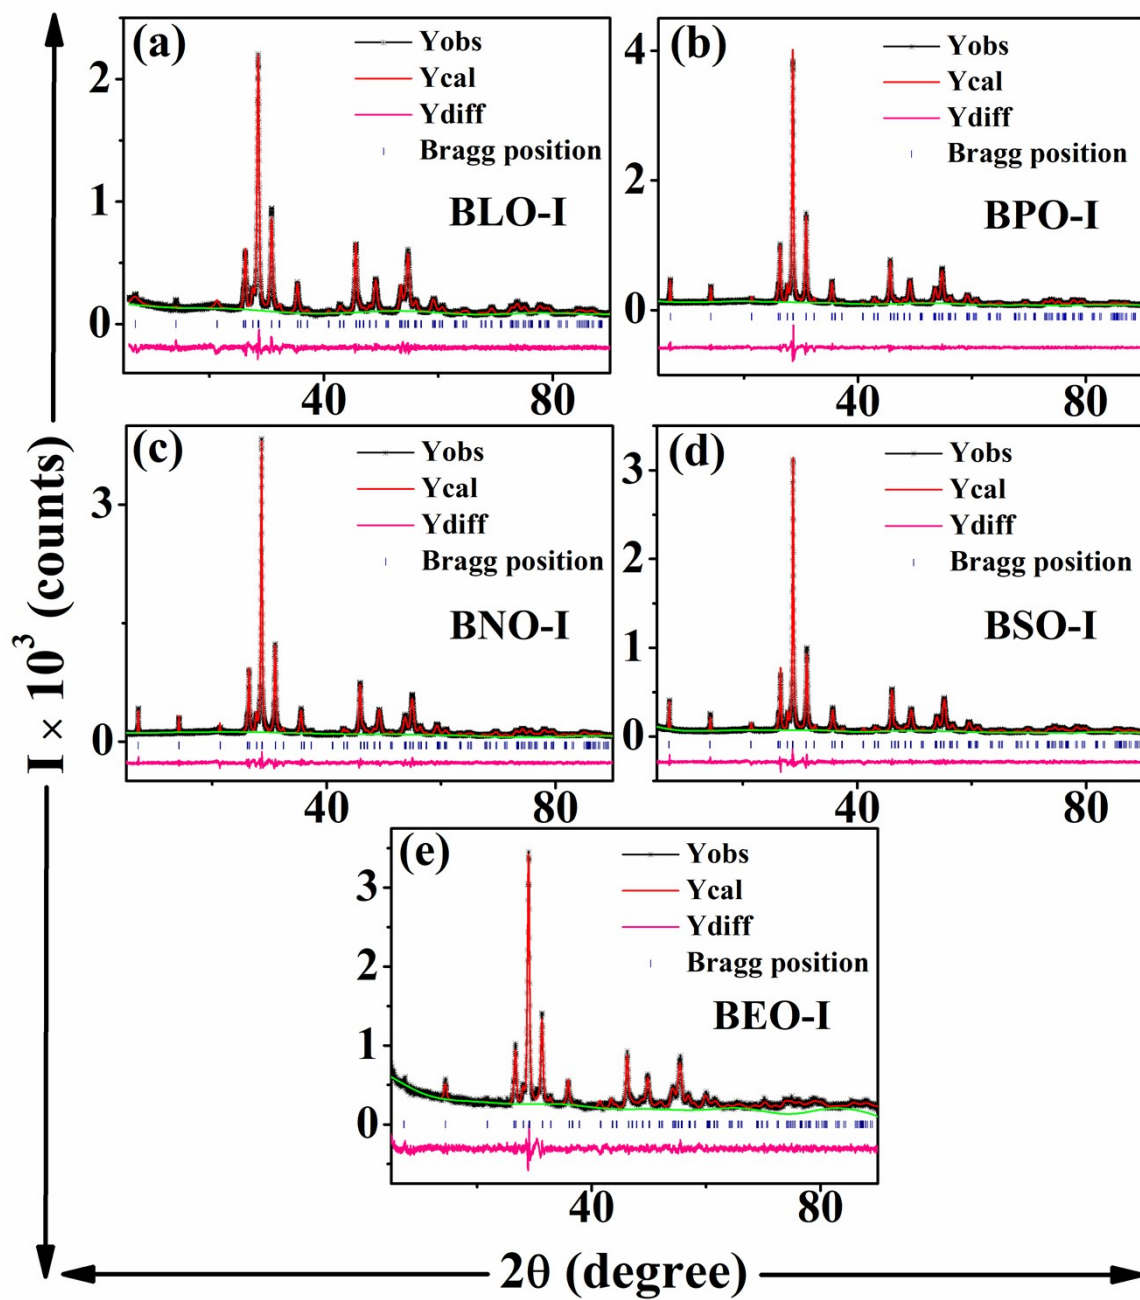 (a)
Yobs
Ycal
Ydiff
Bragg position
BLO-I
2
1
0
40
80
(b)
Yobs
Ycal
Ydiff
Bragg position
BPO-I
4
2
0
40
80
(c)
Yobs
Ycal
Ydiff
Bragg position
BNO-I
3
0
40
80
(d)
Yobs
Ycal
Ydiff
Bragg position
BSO-I
3
2
1
0
40
80
(e)
Yobs
Ycal
Ydiff
Bragg position
BEO-I
3
2
1
0
40
80
I × 10³ (counts)
2θ (degree)